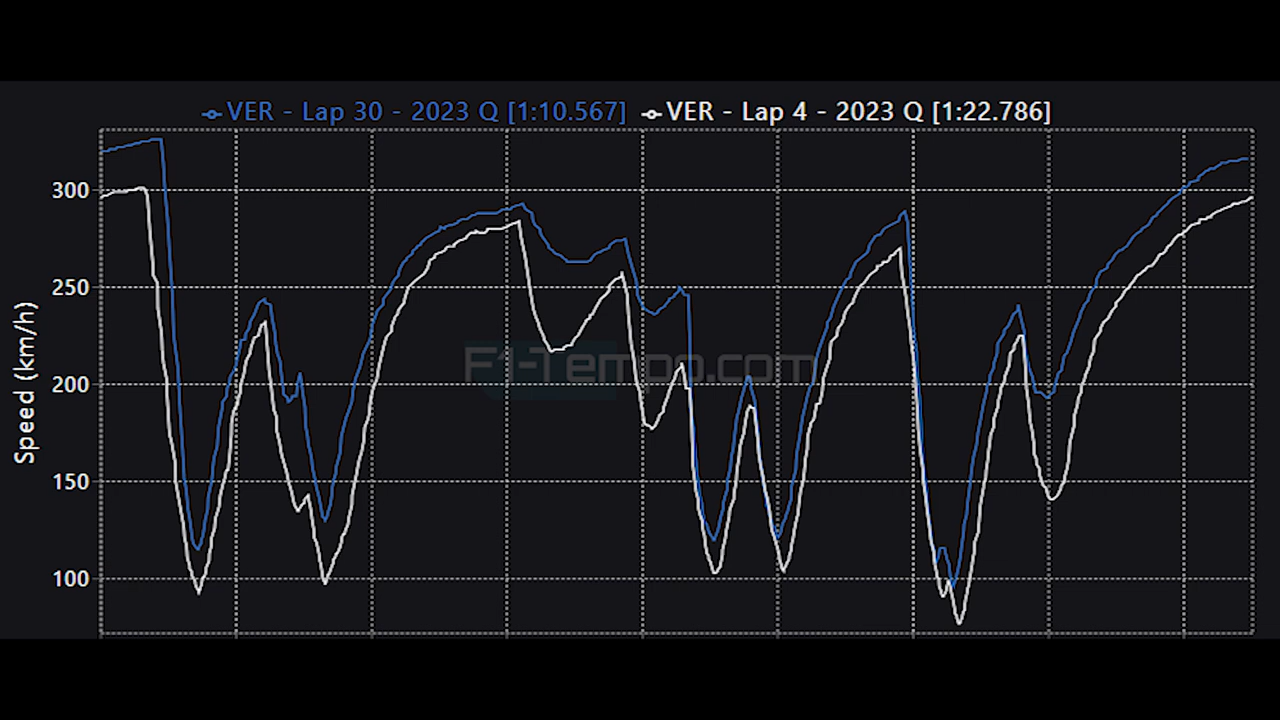 VER - Lap 30 - 2023 Q [1:10.567] VER - Lap 4 - 2023 Q [1:22.786]
300
250
F1-Tempo.com
200
150
100
Speed (km/h)